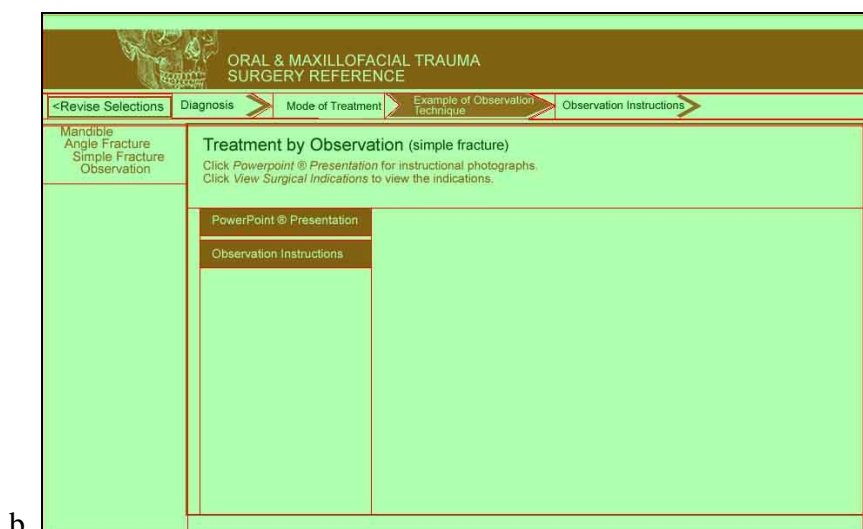 ORAL & MAXILLOFACIAL TRAUMA
SURGERY REFERENCE
<Revise Selections Diagnosis Mode of Treatment Example of Observation Technique Observation Instructions
Mandible
Angle Fracture
Simple Fracture
Observation
Treatment by Observation (simple fracture)
Click Powerpoint ® Presentation for instructional photographs.
Click View Surgical Indications to view the indications.
PowerPoint ® Presentation
Observation Instructions
b.